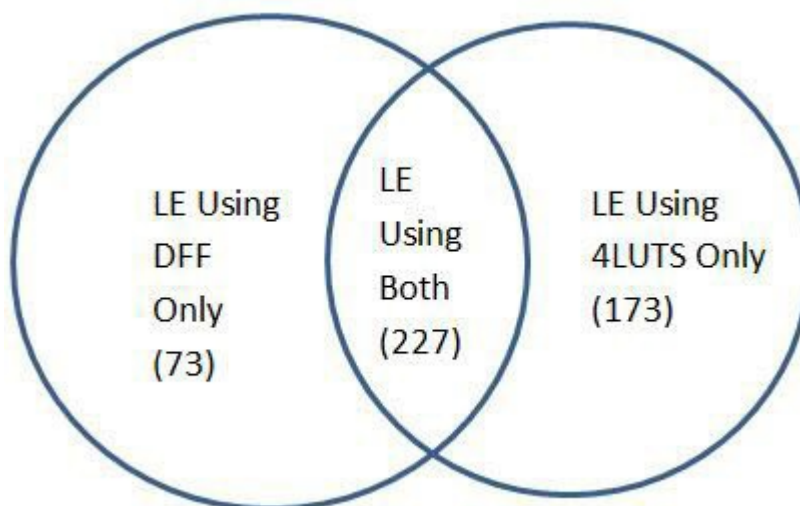 LE Using
DFF
Only
(73)
LE
Using
Both
(227)
LE Using
4LUTS Only
(173)